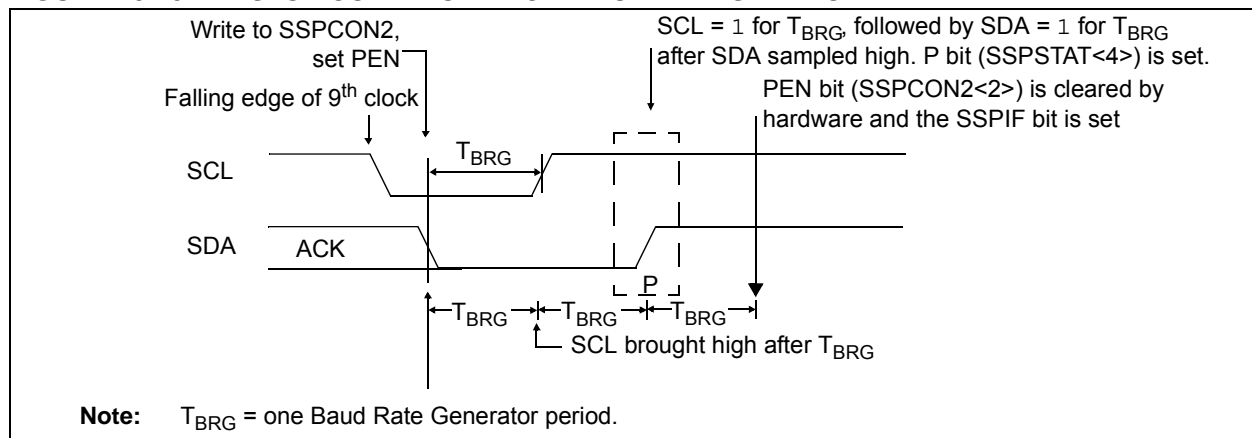 Write to SSPCON2,
set PEN
SCL = 1 for TBRG, followed by SDA = 1 for TBRG
after SDA sampled high. P bit (SSPSTAT<4>) is set.
Falling edge of 9th clock
PEN bit (SSPCON2<2>) is cleared by
hardware and the SSPIF bit is set
TBRG
SCL
SDA
ACK
P
TBRG
TBRG
TBRG
SCL brought high after TBRG
Note: TBRG = one Baud Rate Generator period.